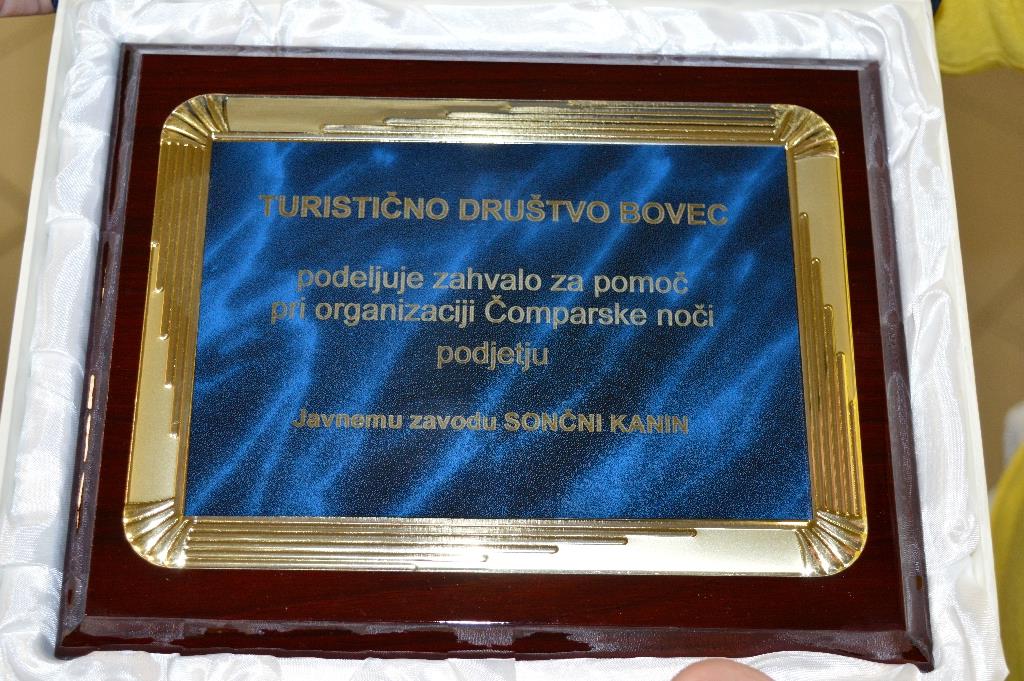 TURISTIČNO DRUŠTVO BOVEC
podeljuje zahvalo za pomoč
pri organizaciji Čomparske noči
podjetju
Javnemu zavodu SONČNI KANIN